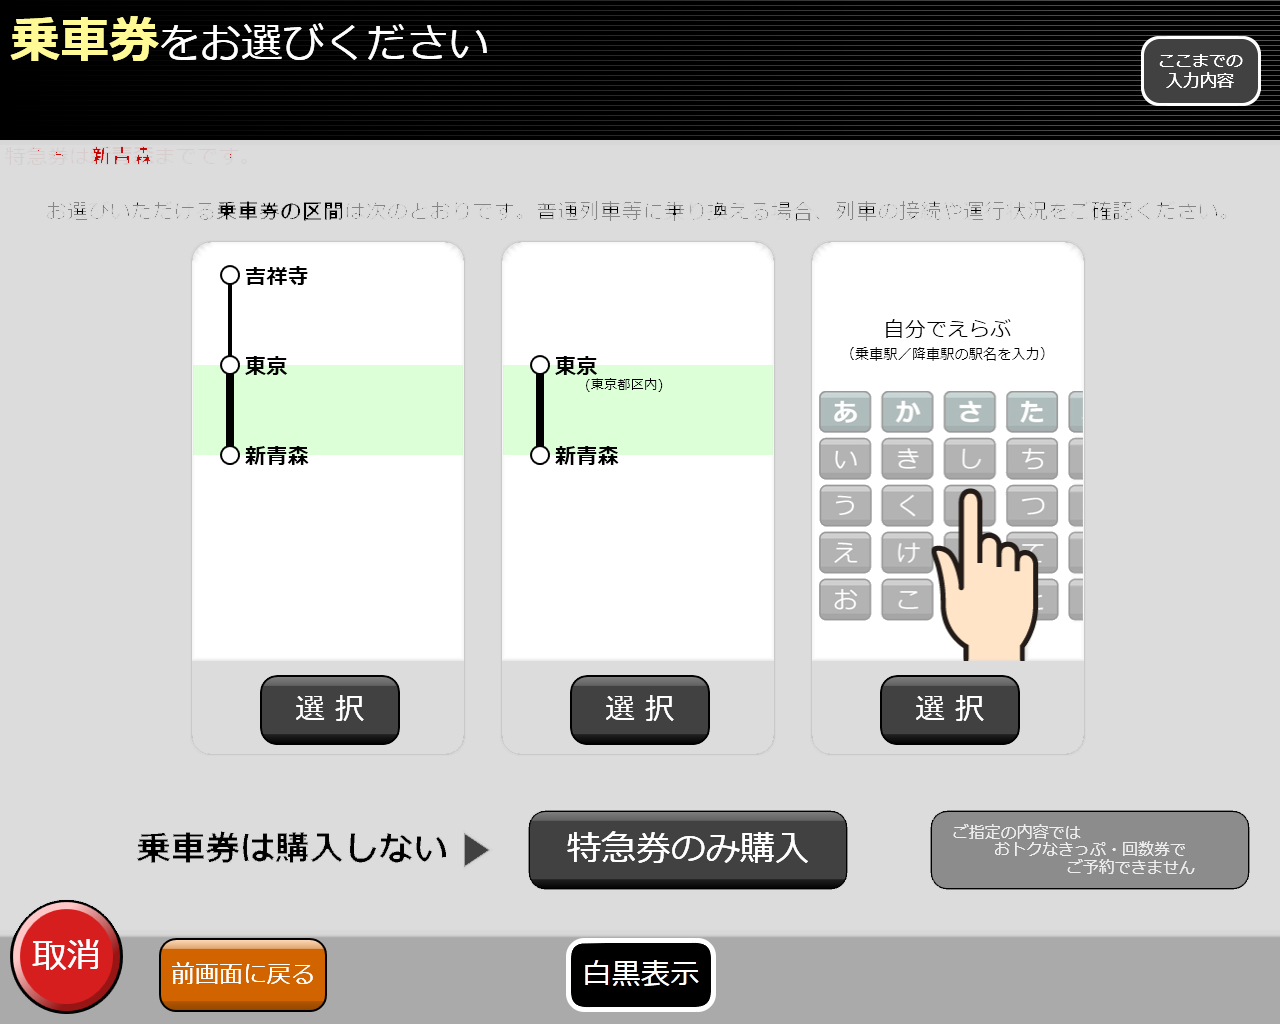 乗車券をお選びください
ここまでの
入力内容
特急券は新青森までです。
お選びいただける乗車券の区間は次のとおりです。普通列車等に乗り換える場合、列車の接続や運行状況をご確認ください。
吉祥寺
東京
新青森
選択
東京
(東京都区内)
新青森
選択
自分でえらぶ
(乗車駅/降車駅の駅名を入力)
あ か さ た
い き し ち
う く つ
え け て
お こ と
選択
乗車券は購入しない ▶
特急券のみ購入
ご指定の内容では
おトクなきっぷ・回数券で
ご予約できません
取消
前画面に戻る
白黒表示